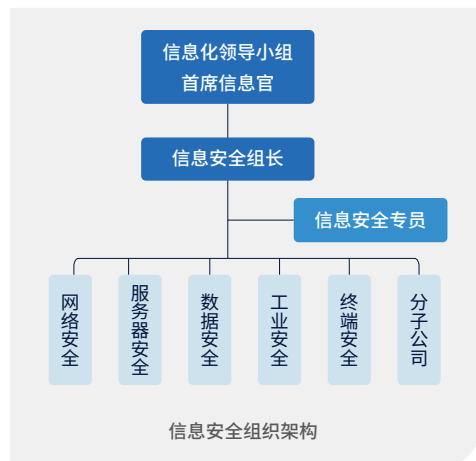 信息化领导小组
首席信息官
信息安全组长
信息安全专员
网络安全
服务器安全
数据安全
工业安全
终端安全
分子公司
信息安全组织架构